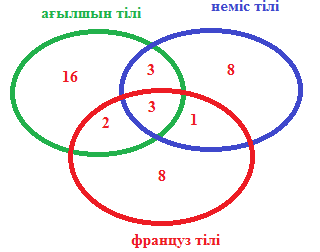 ағылшын тілі
неміс тілі
16
3
8
3
2
1
8
француз тілі